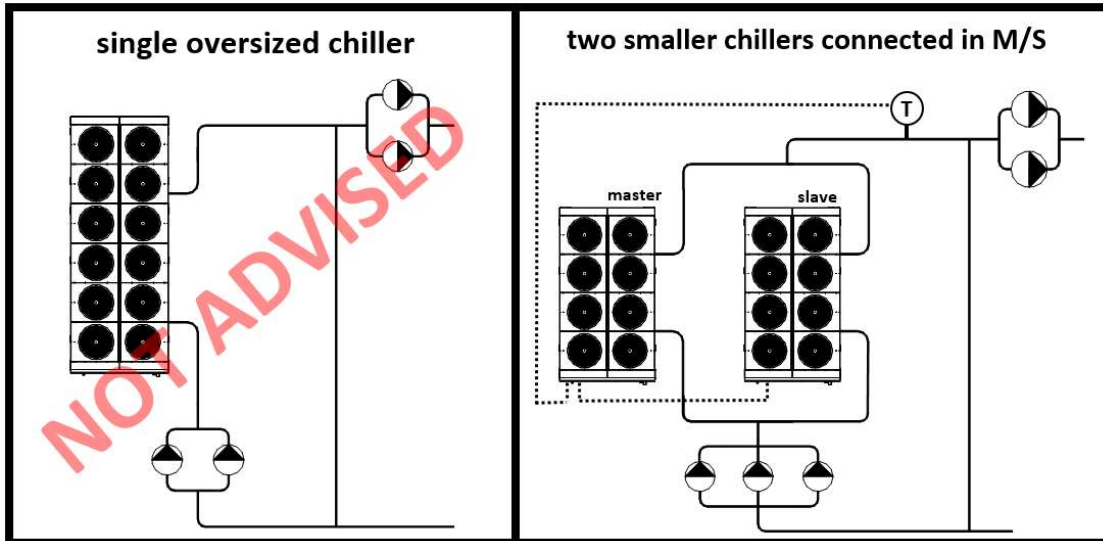 single oversized chiller
NOT ADVISED
two smaller chillers connected in M/S
T
master
slave